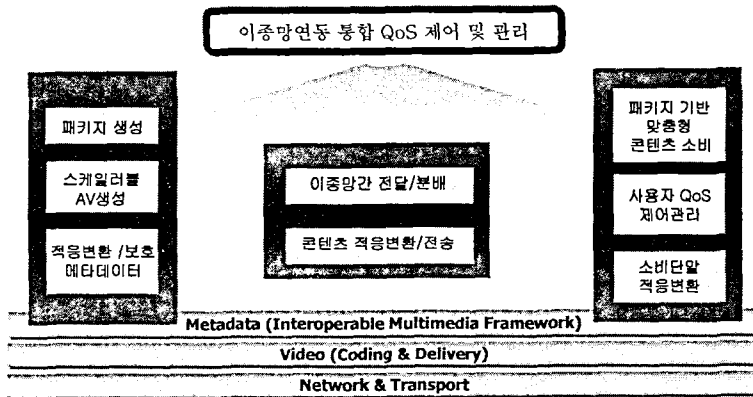 이종망연동 통합 QoS 제어 및 관리
패키지 생성
스케일러블
AV생성
적응변환 /보호
메타데이터
이종망간 전달/분배
콘텐츠 적응변환/전송
패키지 기반
맞춤형
콘텐츠 소비
사용자 QoS
제어관리
소비단말
적응변환
Metadata (Interoperable Multimedia Framework)
Video (Coding & Delivery)
Network & Transport